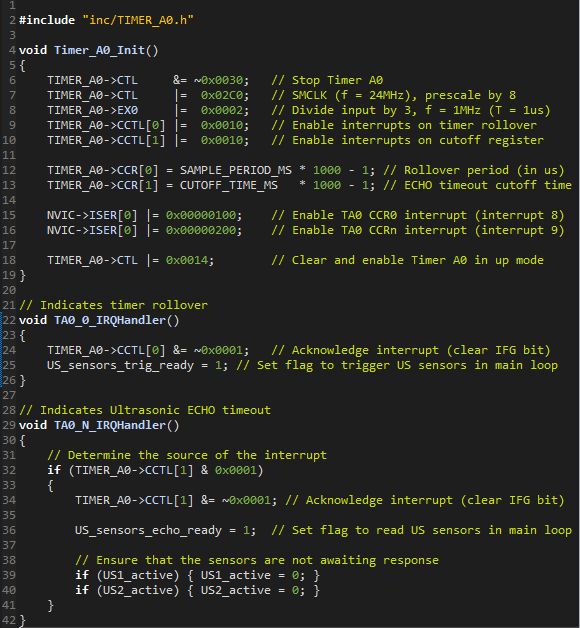 1
2 #include "inc/TIMER_A0.h"
3
4 void Timer_A0_Init()
5 {
6     TIMER_A0->CTL     &= ~0x0030;   // Stop Timer A0
7     TIMER_A0->CTL     |=  0x02C0;   // SMCLK (f = 24MHz), prescale by 8
8     TIMER_A0->EX0     |=  0x0002;   // Divide input by 3, f = 1MHz (T = 1us)
9     TIMER_A0->CCTL[0] |=  0x0010;   // Enable interrupts on timer rollover
10     TIMER_A0->CCTL[1] |=  0x0010;   // Enable interrupts on cutoff register
11
12     TIMER_A0->CCR[0] = SAMPLE_PERIOD_MS * 1000 - 1; // Rollover period (in us)
13     TIMER_A0->CCR[1] = CUTOFF_TIME_MS   * 1000 - 1; // ECHO timeout cutoff time
14
15     NVIC->ISER[0] |= 0x00000100;    // Enable TA0 CCR0 interrupt (interrupt 8)
16     NVIC->ISER[0] |= 0x00000200;    // Enable TA0 CCRn interrupt (interrupt 9)
17
18     TIMER_A0->CTL |= 0x0014;        // Clear and enable Timer A0 in up mode
19 }
20
21 // Indicates timer rollover
22 void TA0_0_IRQHandler()
23 {
24     TIMER_A0->CCTL[0] &= ~0x0001;   // Acknowledge interrupt (clear IFG bit)
25     US_sensors_trig_ready = 1; // Set flag to trigger US sensors in main loop
26 }
27
28 // Indicates Ultrasonic ECHO timeout
29 void TA0_N_IRQHandler()
30 {
31     // Determine the source of the interrupt
32     if (TIMER_A0->CCTL[1] & 0x0001)
33     {
34         TIMER_A0->CCTL[1] &= ~0x0001; // Acknowledge interrupt (clear IFG bit)
35
36         US_sensors_echo_ready = 1;  // Set flag to read US sensors in main loop
37
38         // Ensure that the sensors are not awaiting response
39         if (US1_active) { US1_active = 0; }
40         if (US2_active) { US2_active = 0; }
41     }
42 }